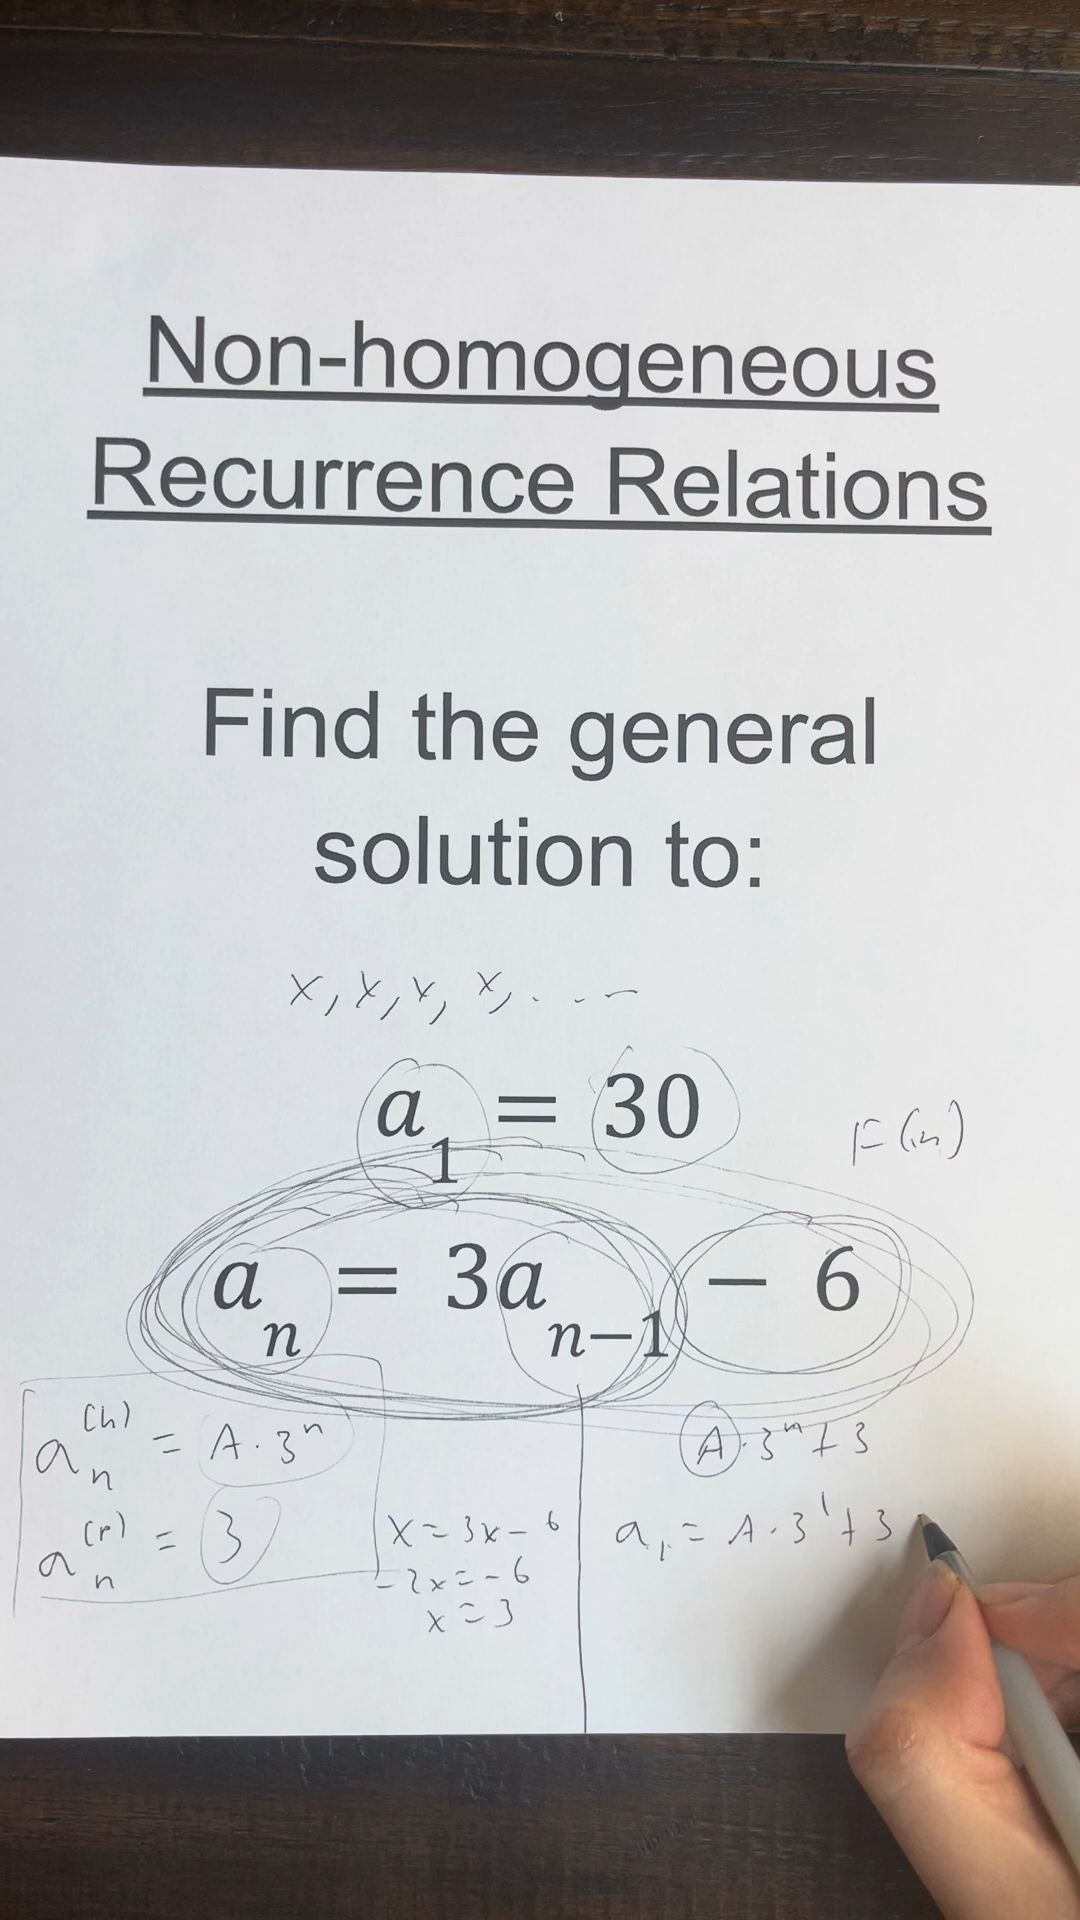 Non-homogeneous
Recurrence Relations
Find the general
solution to:
x, x, x, x, . . . —
a₁ = 30
F(n)
aₙ = 3aₙ₋₁ − 6
aₙ⁽ʰ⁾ = A · 3ⁿ
aₙ⁽ᵖ⁾ = 3
x = 3x − 6
−2x = −6
x = 3
A · 3ⁿ + 3
a₁ = A · 3¹ + 3